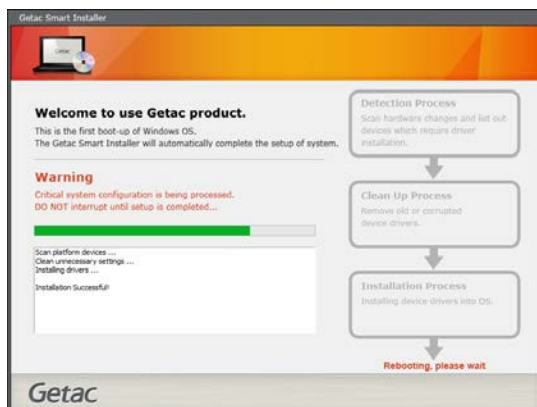 Getac Smart Installer
Getac
Welcome to use Getac product.
This is the first boot-up of Windows OS.
The Getac Smart Installer will automatically complete the setup of system.
Warning
Critical system configuration is being processed.
DO NOT interrupt until setup is completed...
Scan platform devices ...
Clean unnecessary settings ...
Installing drivers ...
Installation Successful!
Detection Process
Scan hardware changes and list out
devices which require driver
installation.
Clean Up Process
Remove old or corrupted
device drivers.
Installation Process
Installing device drivers into OS.
Rebooting, please wait
Getac